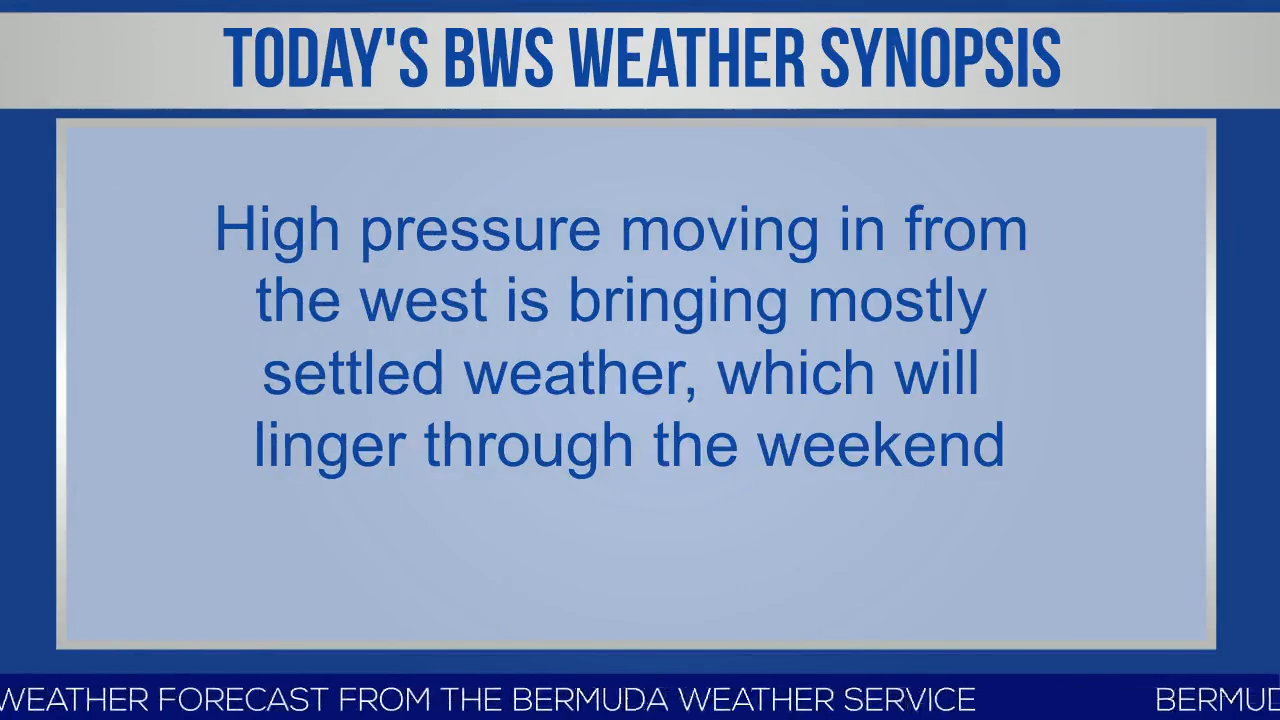 TODAY'S BWS WEATHER SYNOPSIS
High pressure moving in from
the west is bringing mostly
settled weather, which will
linger through the weekend
WEATHER FORECAST FROM THE BERMUDA WEATHER SERVICE BERMUD